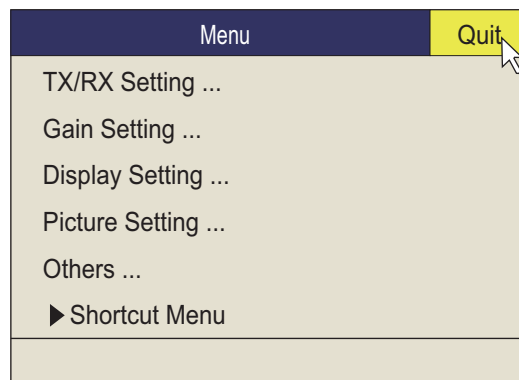 Menu Quit
TX/RX Setting ...
Gain Setting ...
Display Setting ...
Picture Setting ...
Others ...
▶ Shortcut Menu